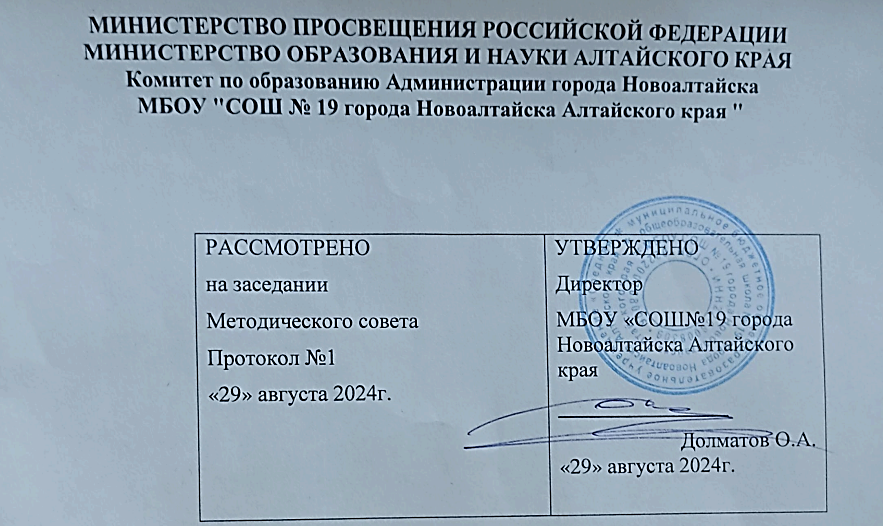 МИНИСТЕРСТВО ПРОСВЕЩЕНИЯ РОССИЙСКОЙ ФЕДЕРАЦИИ
МИНИСТЕРСТВО ОБРАЗОВАНИЯ И НАУКИ АЛТАЙСКОГО КРАЯ
Комитет по образованию Администрации города Новоалтайска
МБОУ "СОШ № 19 города Новоалтайска Алтайского края "
РАССМОТРЕНО
на заседании
Методического совета
Протокол №1
«29» августа 2024г.
УТВЕРЖДЕНО
Директор
МБОУ «СОШ№19 города
Новоалтайска Алтайского
края
Долматов О.А.
«29» августа 2024г.